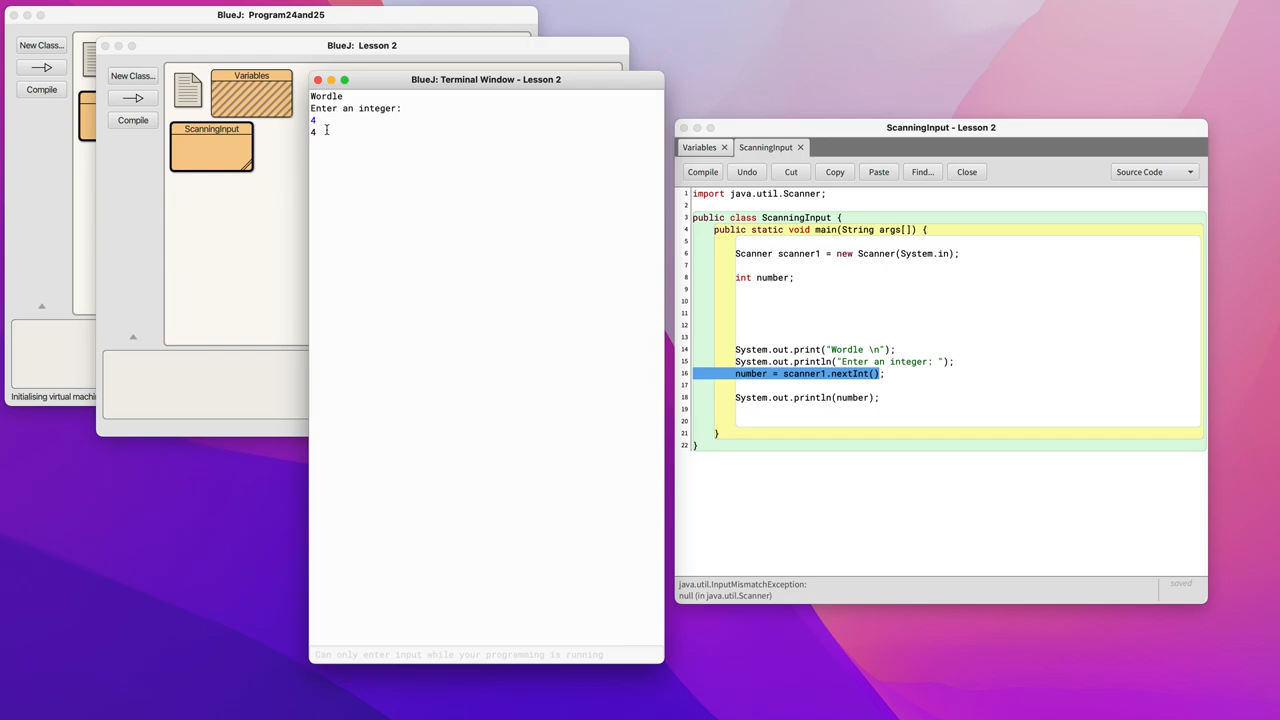 BlueJ: Program24and25
New Class...
Compile
Initialising virtual machin
BlueJ: Lesson 2
New Class...
Compile
Variables
ScanningInput
BlueJ: Terminal Window - Lesson 2
Wordle
Enter an integer:
4
4
Can only enter input while your programming is running
ScanningInput - Lesson 2
Variables ScanningInput
Compile Undo Cut Copy Paste Find... Close Source Code
1 import java.util.Scanner;
2
3 public class ScanningInput {
4 public static void main(String args[]) {
5
6 Scanner scanner1 = new Scanner(System.in);
7
8 int number;
9
10
11
12
13
14 System.out.print("Wordle \n");
15 System.out.println("Enter an integer: ");
16 number = scanner1.nextInt();
17
18 System.out.println(number);
19
20
21 }
22 }
java.util.InputMismatchException:
null (in java.util.Scanner)
saved